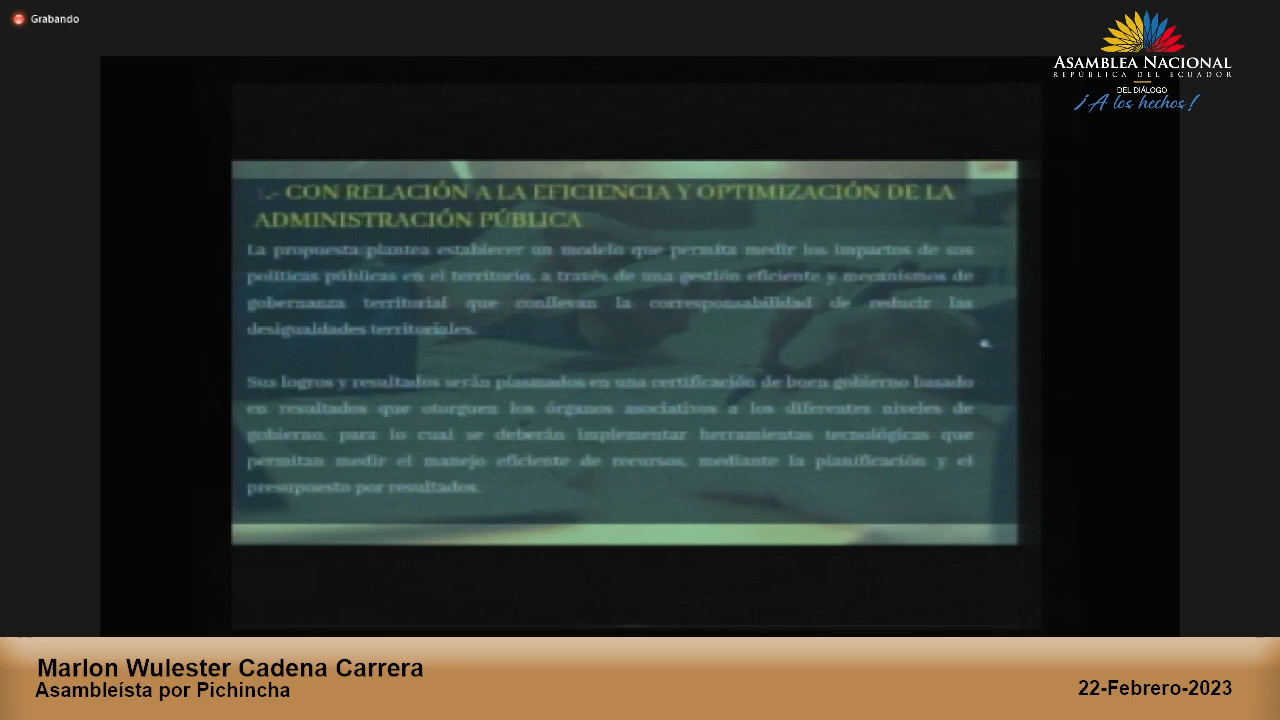 Grabando
ASAMBLEA NACIONAL
REPÚBLICA DEL ECUADOR
DEL DIÁLOGO
¡A los hechos!
.- CON RELACIÓN A LA EFICIENCIA Y OPTIMIZACIÓN DE LA
ADMINISTRACIÓN PÚBLICA
La propuesta plantea establecer un modelo que permita medir los impactos de sus
políticas públicas en el territorio, a través de una gestión eficiente y mecanismos de
gobernanza territorial que conllevan la corresponsabilidad de reducir las
desigualdades territoriales.
Sus logros y resultados serán plasmados en una certificación de buen gobierno basado
en resultados que otorguen los órganos asociativos a los diferentes niveles de
gobierno, para lo cual se deberán implementar herramientas tecnológicas que
permitan medir el manejo eficiente de recursos, mediante la planificación y el
presupuesto por resultados.
Marlon Wulester Cadena Carrera
Asambleísta por Pichincha
22-Febrero-2023